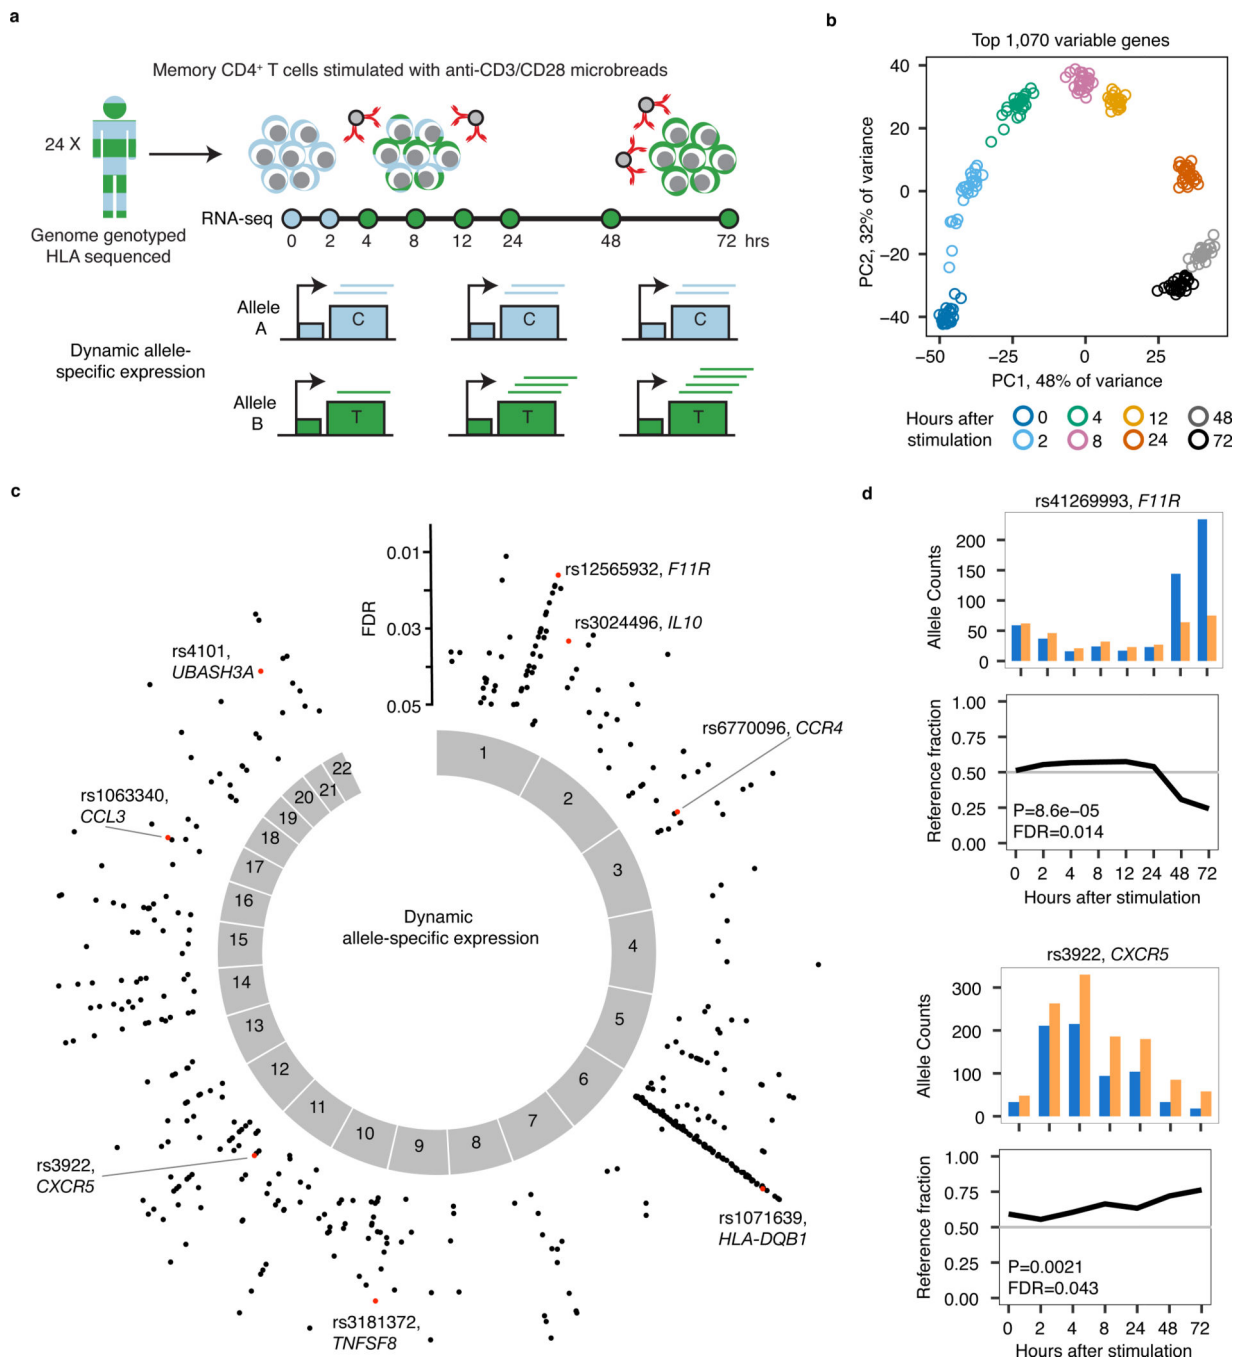 a
Memory CD4⁺ T cells stimulated with anti-CD3/CD28 microbreads
24 X
Genome genotyped
HLA sequenced
RNA-seq
0 2 4 8 12 24 48 72 hrs
Allele
A
C C C
Dynamic allele-
specific expression
Allele
B
T T T
b
Top 1,070 variable genes
PC2, 32% of variance
40
20
0
−20
−40
−50 −25 0 25
PC1, 48% of variance
Hours after
stimulation
0 4 12 48
2 8 24 72
c
FDR
0.01
0.03
0.05
rs12565932, F11R
rs3024496, IL10
rs4101,
UBASH3A
rs6770096, CCR4
rs1063340,
CCL3
1
2
3
4
5
6
7
8
9
10
11
12
13
14
15
16
17
18
19
20
21
22
Dynamic
allele-specific expression
rs3922,
CXCR5
rs1071639,
HLA-DQB1
rs3181372,
TNFSF8
d
rs41269993, F11R
Allele Counts
200
150
100
50
0
Reference fraction
1.00
0.75
0.50
0.25
0.00
P=8.6e−05
FDR=0.014
0 2 4 8 12 24 48 72
Hours after stimulation
rs3922, CXCR5
Allele Counts
300
200
100
0
Reference fraction
1.00
0.75
0.50
0.25
0.00
P=0.0021
FDR=0.043
0 2 4 8 24 48 72
Hours after stimulation